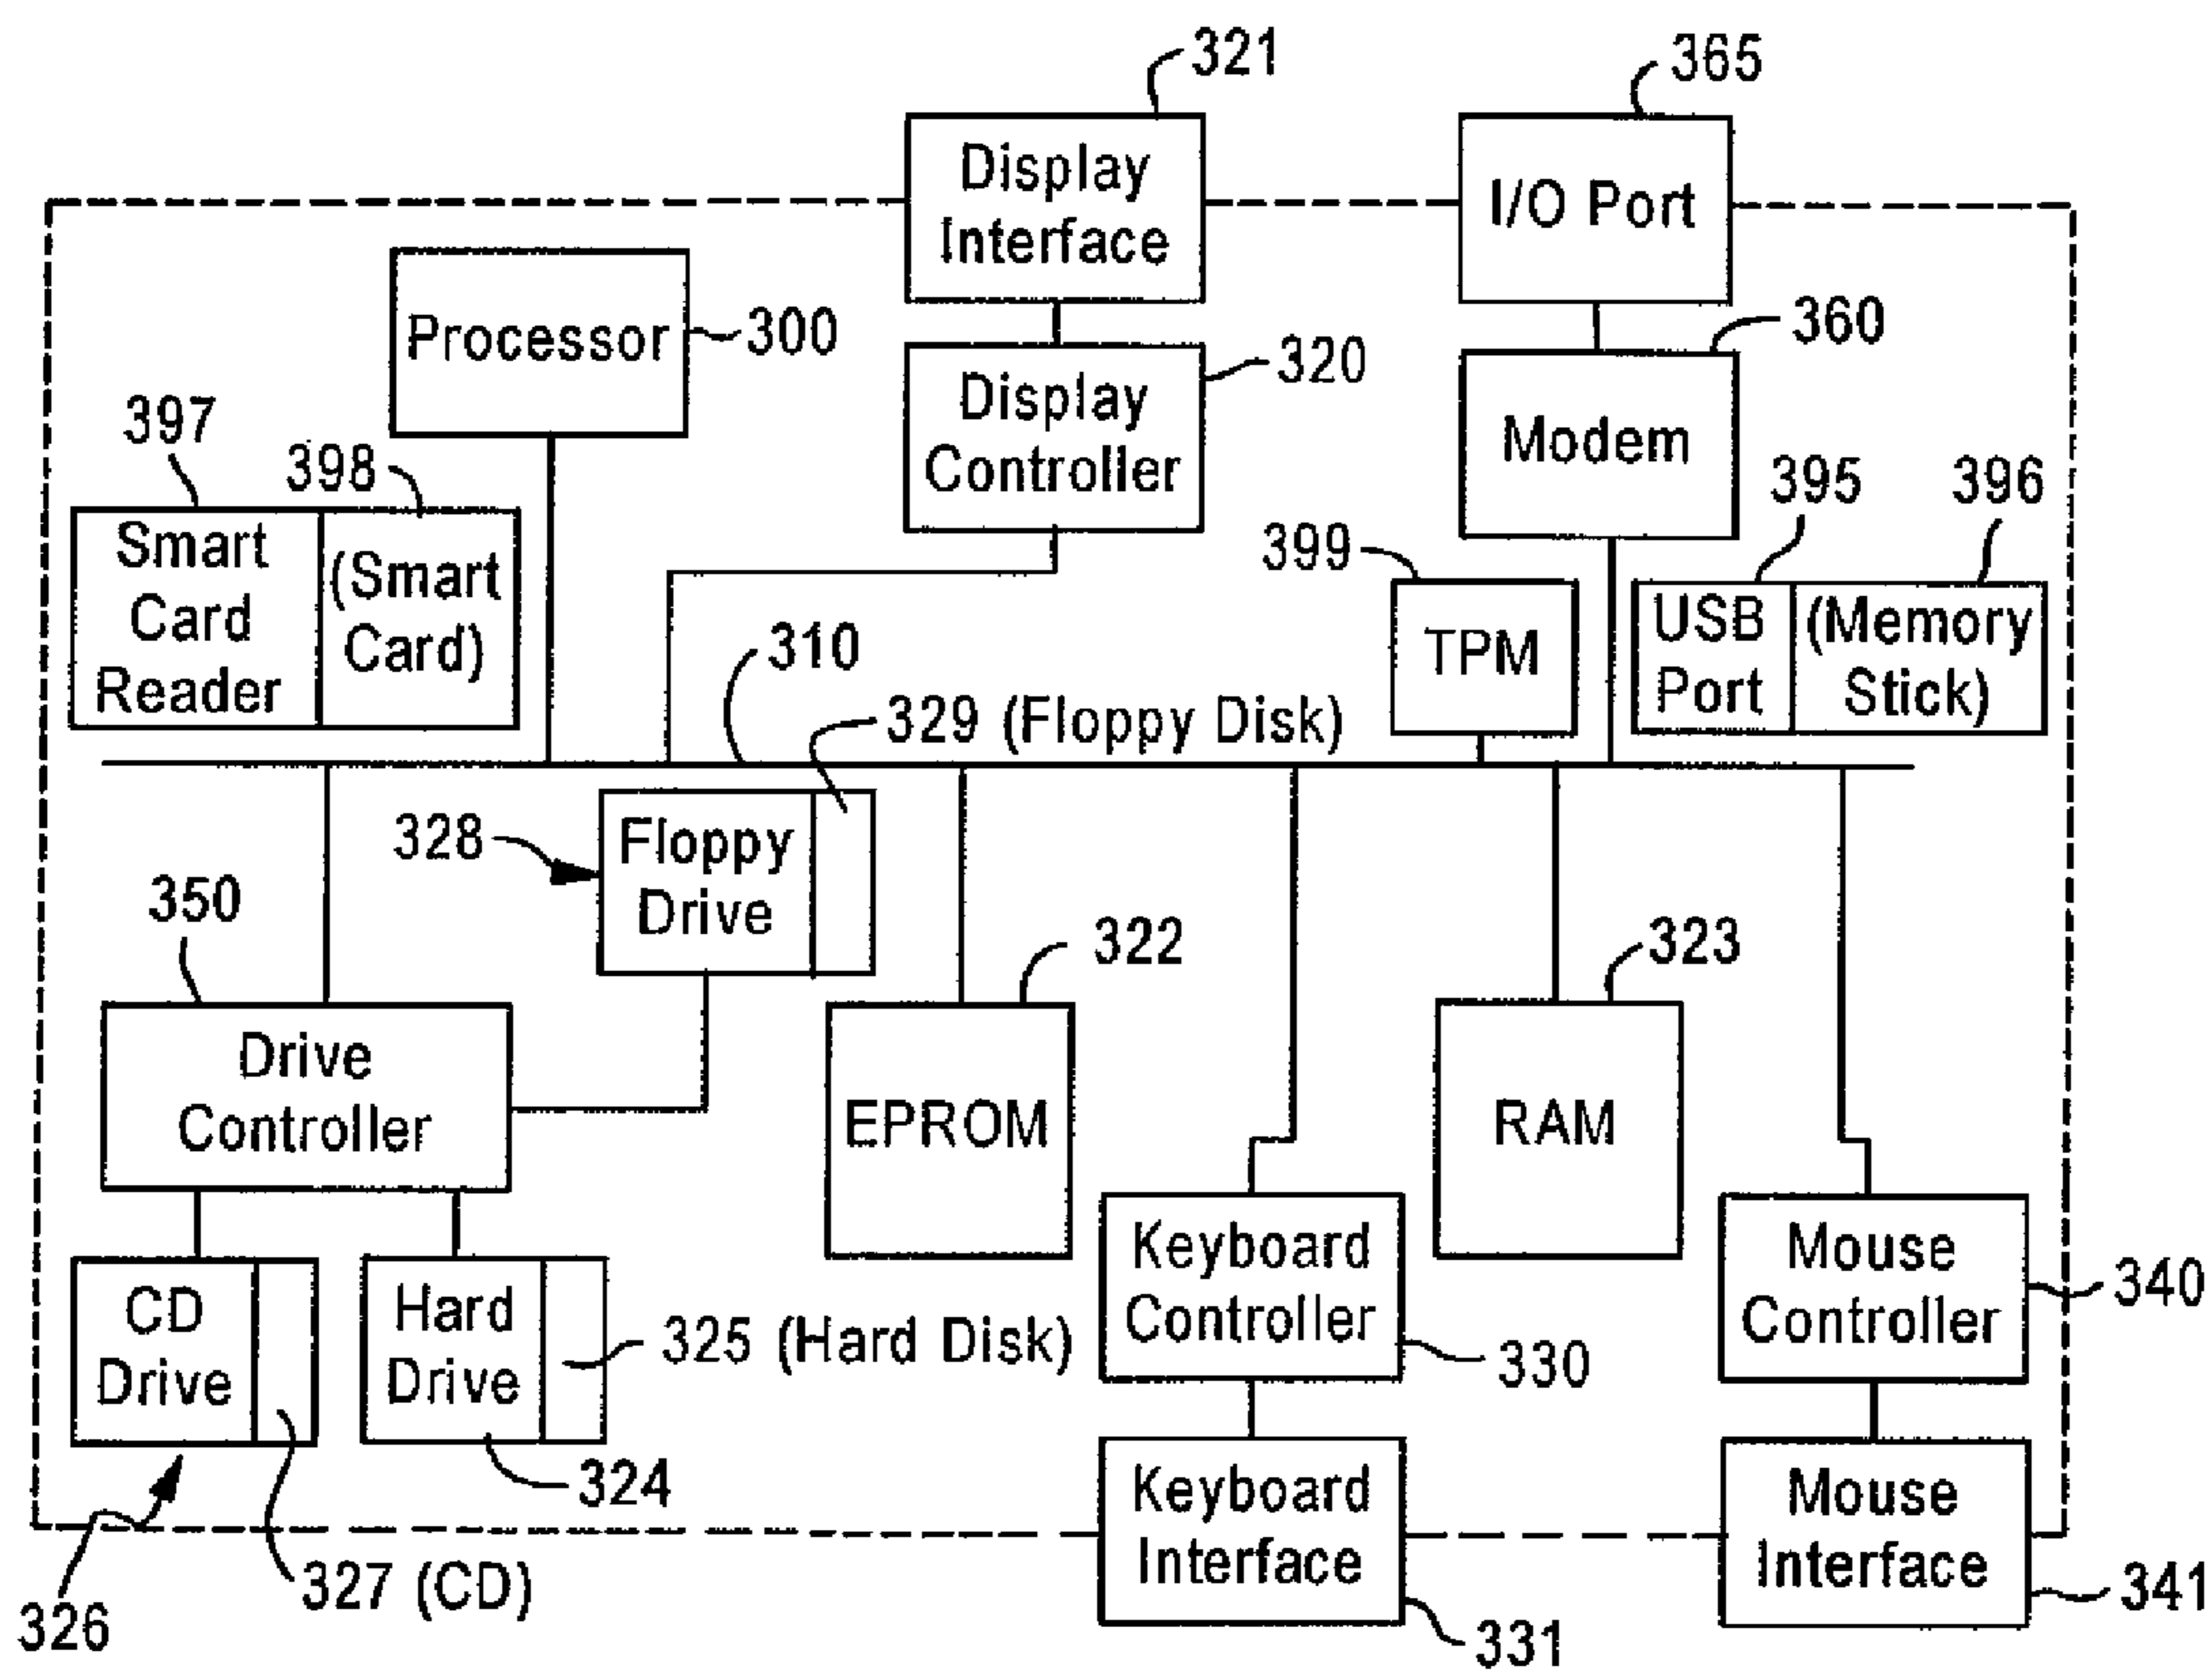 321
365
Display
Interface
I/O Port
Processor
300
360
320
Display
Controller
Modem
397
398
395
396
Smart
Card
Reader
(Smart
Card)
399
TPM
USB
Port
(Memory
Stick)
310
329 (Floppy Disk)
328
Floppy
Drive
350
322
323
Drive
Controller
EPROM
RAM
Keyboard
Controller
330
Mouse
Controller
340
CD
Drive
Hard
Drive
325 (Hard Disk)
324
326
327 (CD)
Keyboard
Interface
331
Mouse
Interface
341